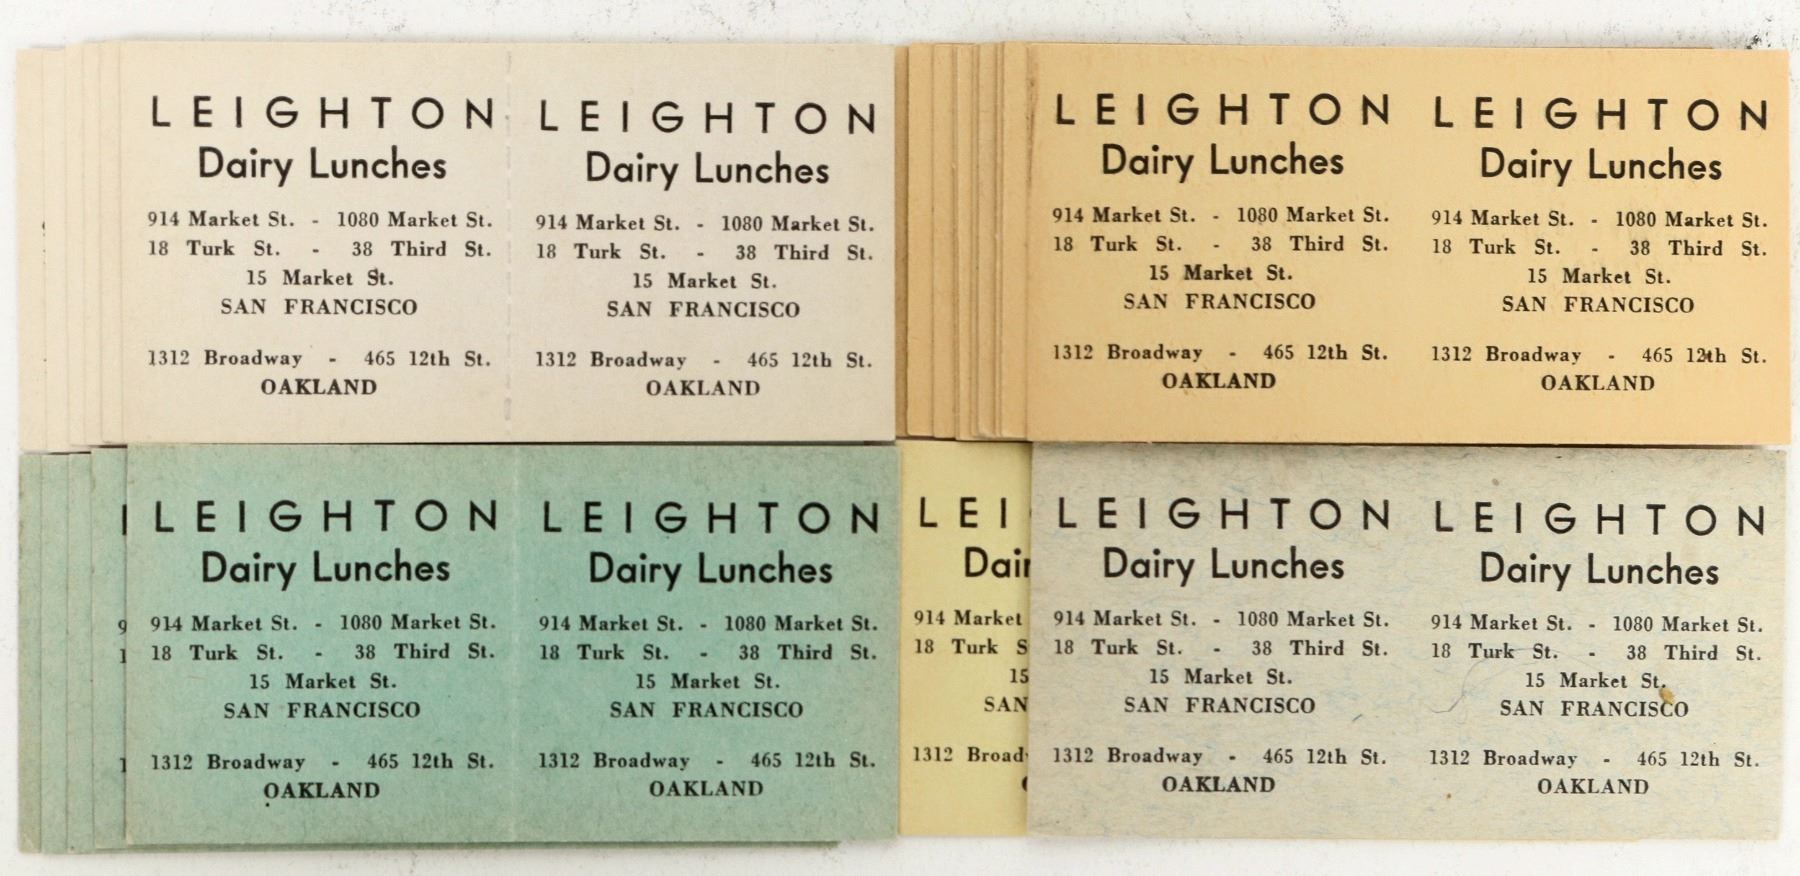 LEIGHTON
Dairy Lunches
914 Market St. - 1080 Market St.
18 Turk St. - 38 Third St.
15 Market St.
SAN FRANCISCO
1312 Broadway - 465 12th St.
OAKLAND
LEIGHTON
Dairy Lunches
914 Market St. - 1080 Market St.
18 Turk St. - 38 Third St.
15 Market St.
SAN FRANCISCO
1312 Broadway - 465 12th St.
OAKLAND
LEIGHTON
Dairy Lunches
914 Market St. - 1080 Market St.
18 Turk St. - 38 Third St.
15 Market St.
SAN FRANCISCO
1312 Broadway - 465 12th St.
OAKLAND
LEIGHTON
Dairy Lunches
914 Market St. - 1080 Market St.
18 Turk St. - 38 Third St.
15 Market St.
SAN FRANCISCO
1312 Broadway - 465 12th St.
OAKLAND
LEIGHTON
Dairy Lunches
914 Market St. - 1080 Market St.
18 Turk St. - 38 Third St.
15 Market St.
SAN FRANCISCO
1312 Broadway - 465 12th St.
OAKLAND
LEIGHTON
Dairy Lunches
914 Market St. - 1080 Market St.
18 Turk St. - 38 Third St.
15 Market St.
SAN FRANCISCO
1312 Broadway - 465 12th St.
OAKLAND
LEI
Dai
914 Market
18 Turk S
15
SAN
1312 Broad
LEIGHTON
Dairy Lunches
914 Market St. - 1080 Market St.
18 Turk St. - 38 Third St.
15 Market St.
SAN FRANCISCO
1312 Broadway - 465 12th St.
OAKLAND
LEIGHTON
Dairy Lunches
914 Market St. - 1080 Market St.
18 Turk St. - 38 Third St.
15 Market St.
SAN FRANCISCO
1312 Broadway - 465 12th St.
OAKLAND